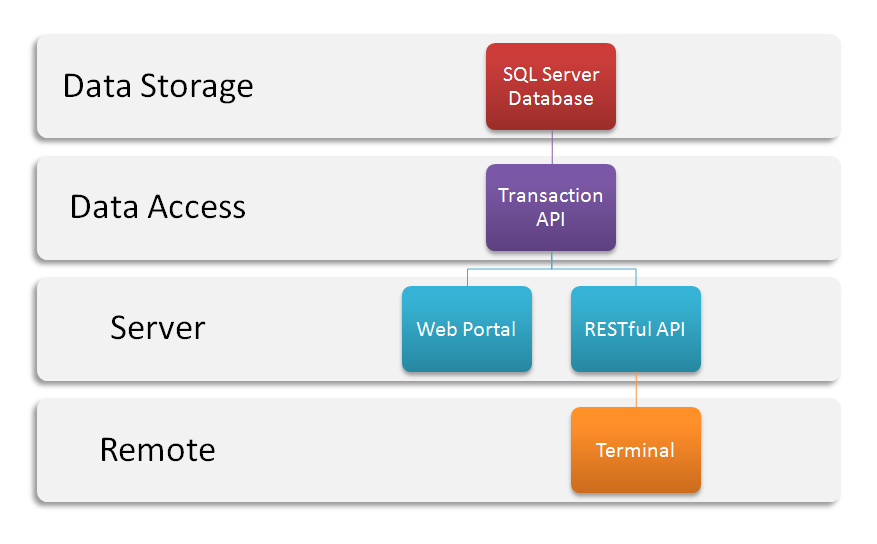 Data Storage
SQL Server
Database
Data Access
Transaction
API
Server
Web Portal
RESTful API
Remote
Terminal